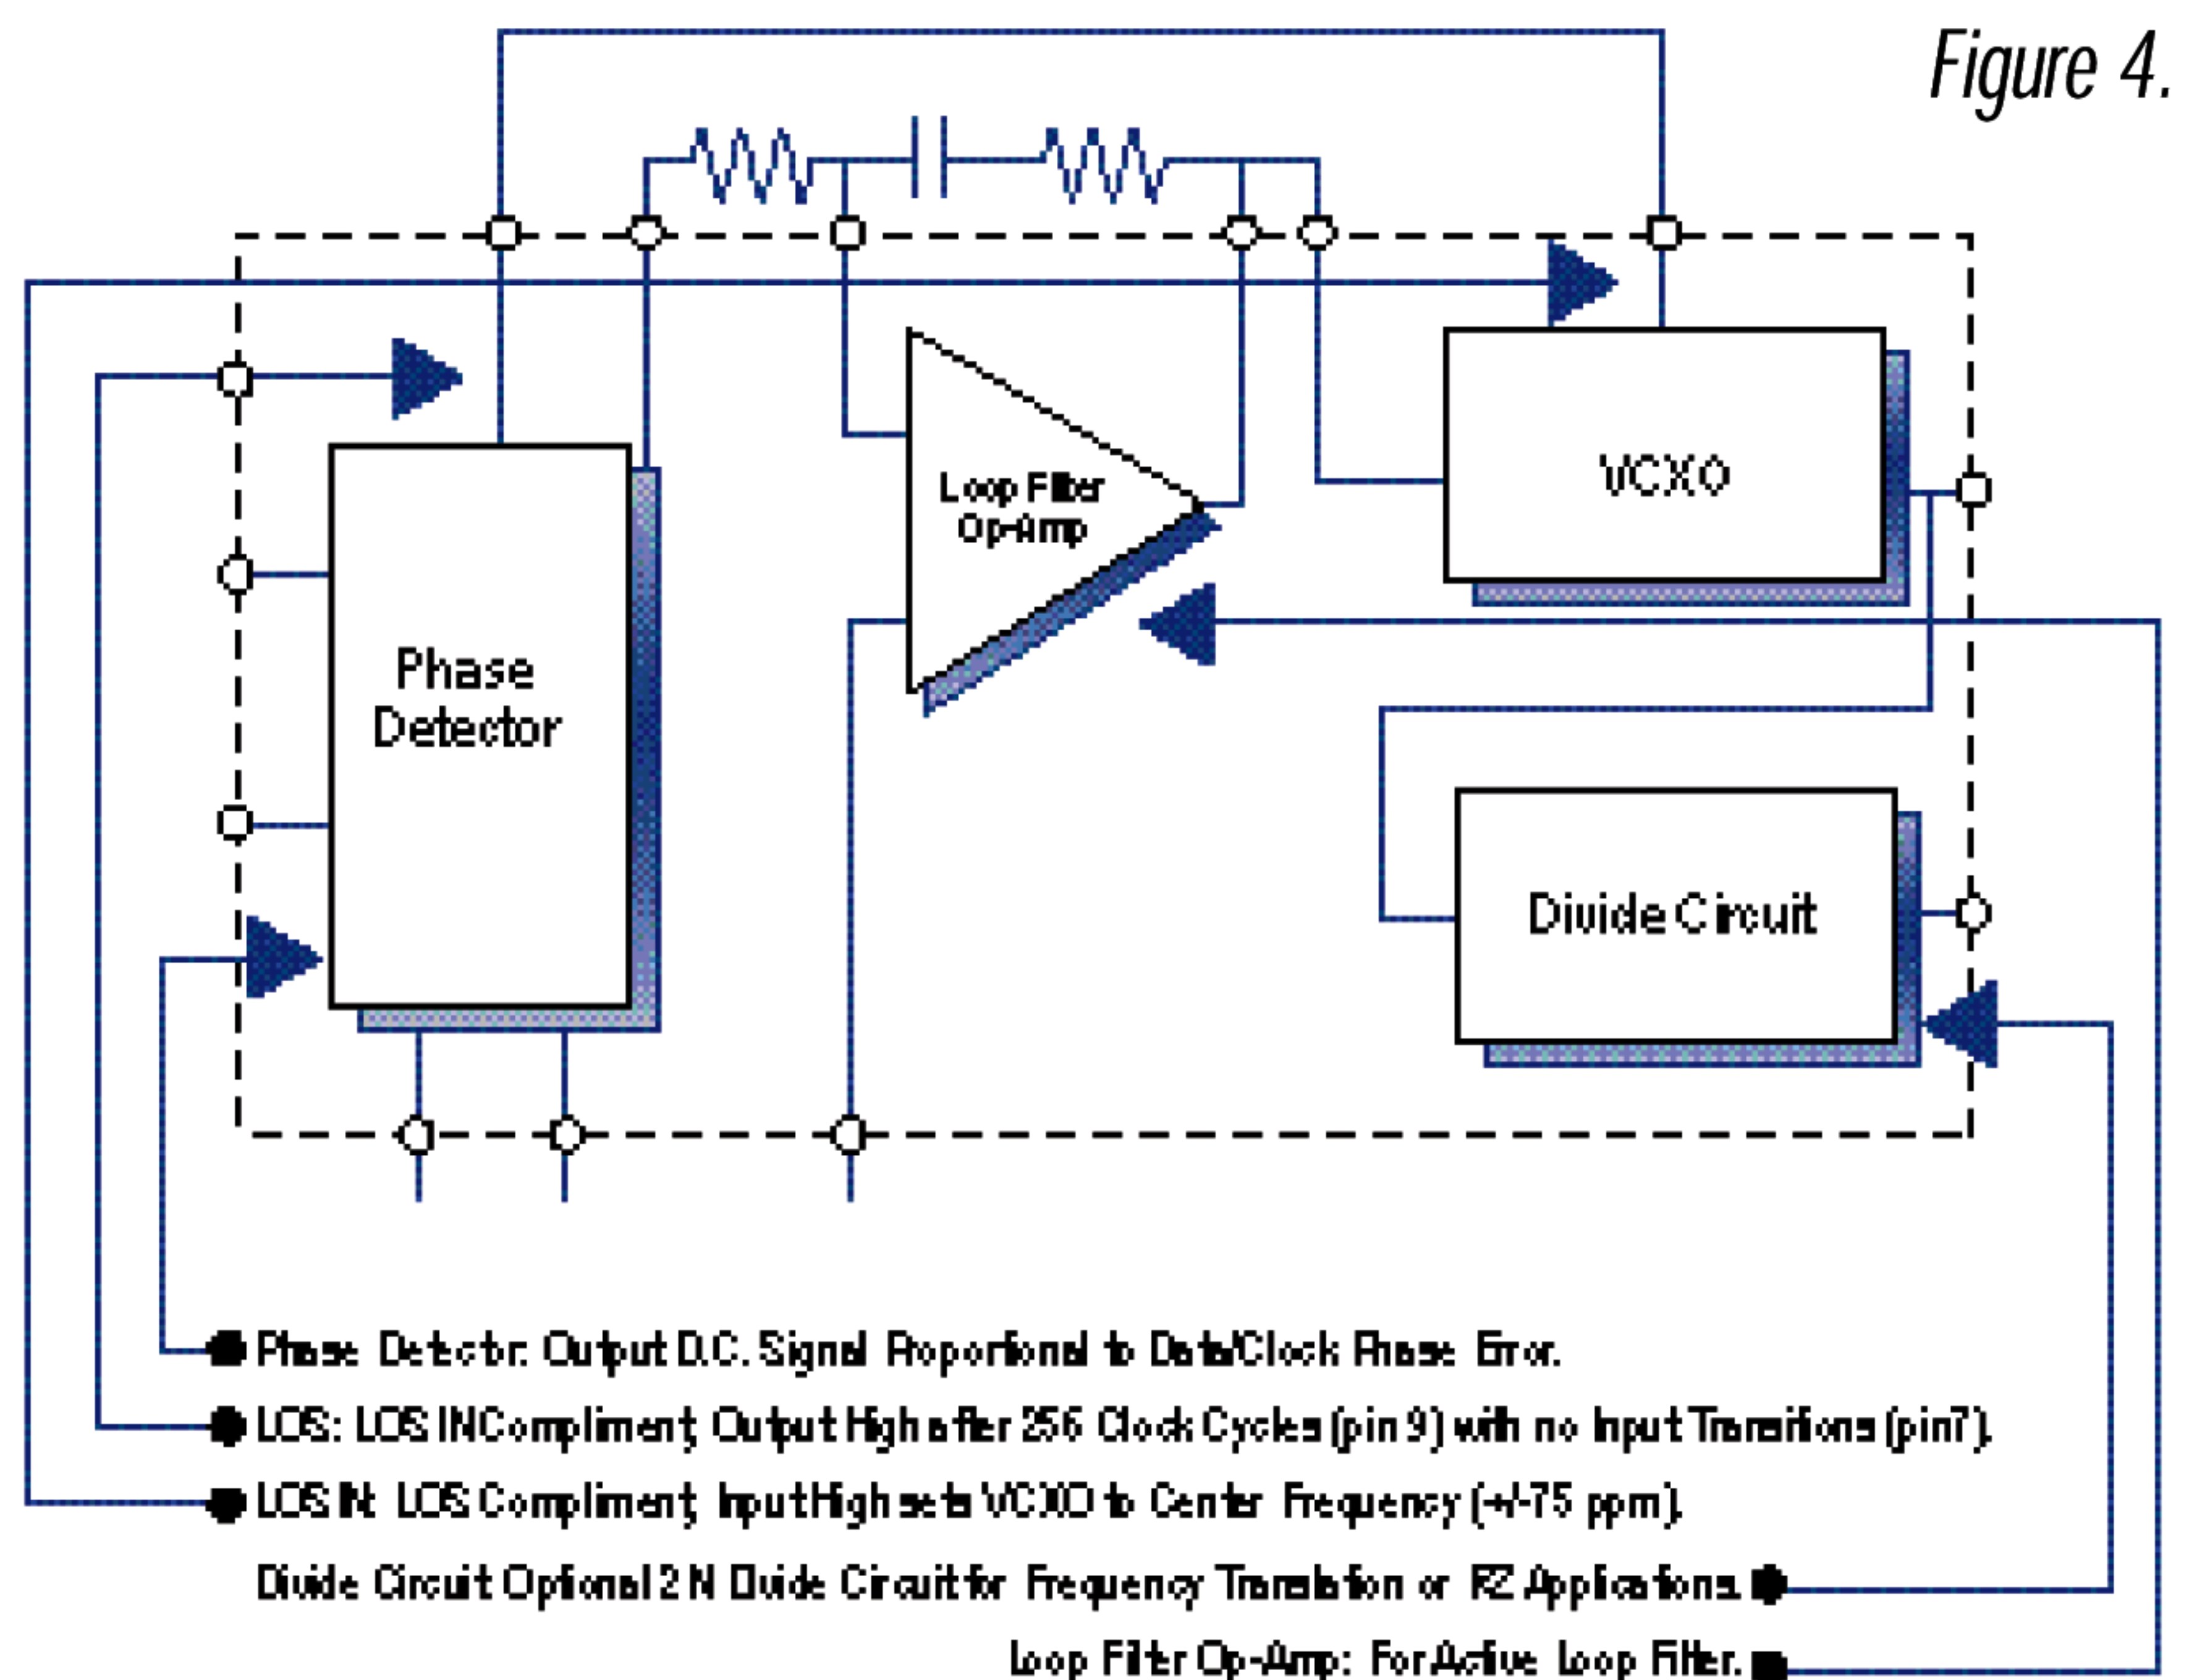 Figure 4.
Loop Filter
Op-Amp
VCXO
Phase
Detector
Divide Circuit
Phase Detector: Output D.C. Signal Proportional to Data/Clock Phase Error.
LOS: LOS IN Compliment, Output High after 256 Clock Cycles (pin 9) with no Input Transitions (pin7).
LOS IN: LOS Compliment, Input High sets VCXO to Center Frequency (+/-75 ppm).
Divide Circuit Optional 2 N Divide Circuit for Frequency Translation or RZ Applications.
Loop Filter Op-Amp: For Active Loop Filter.